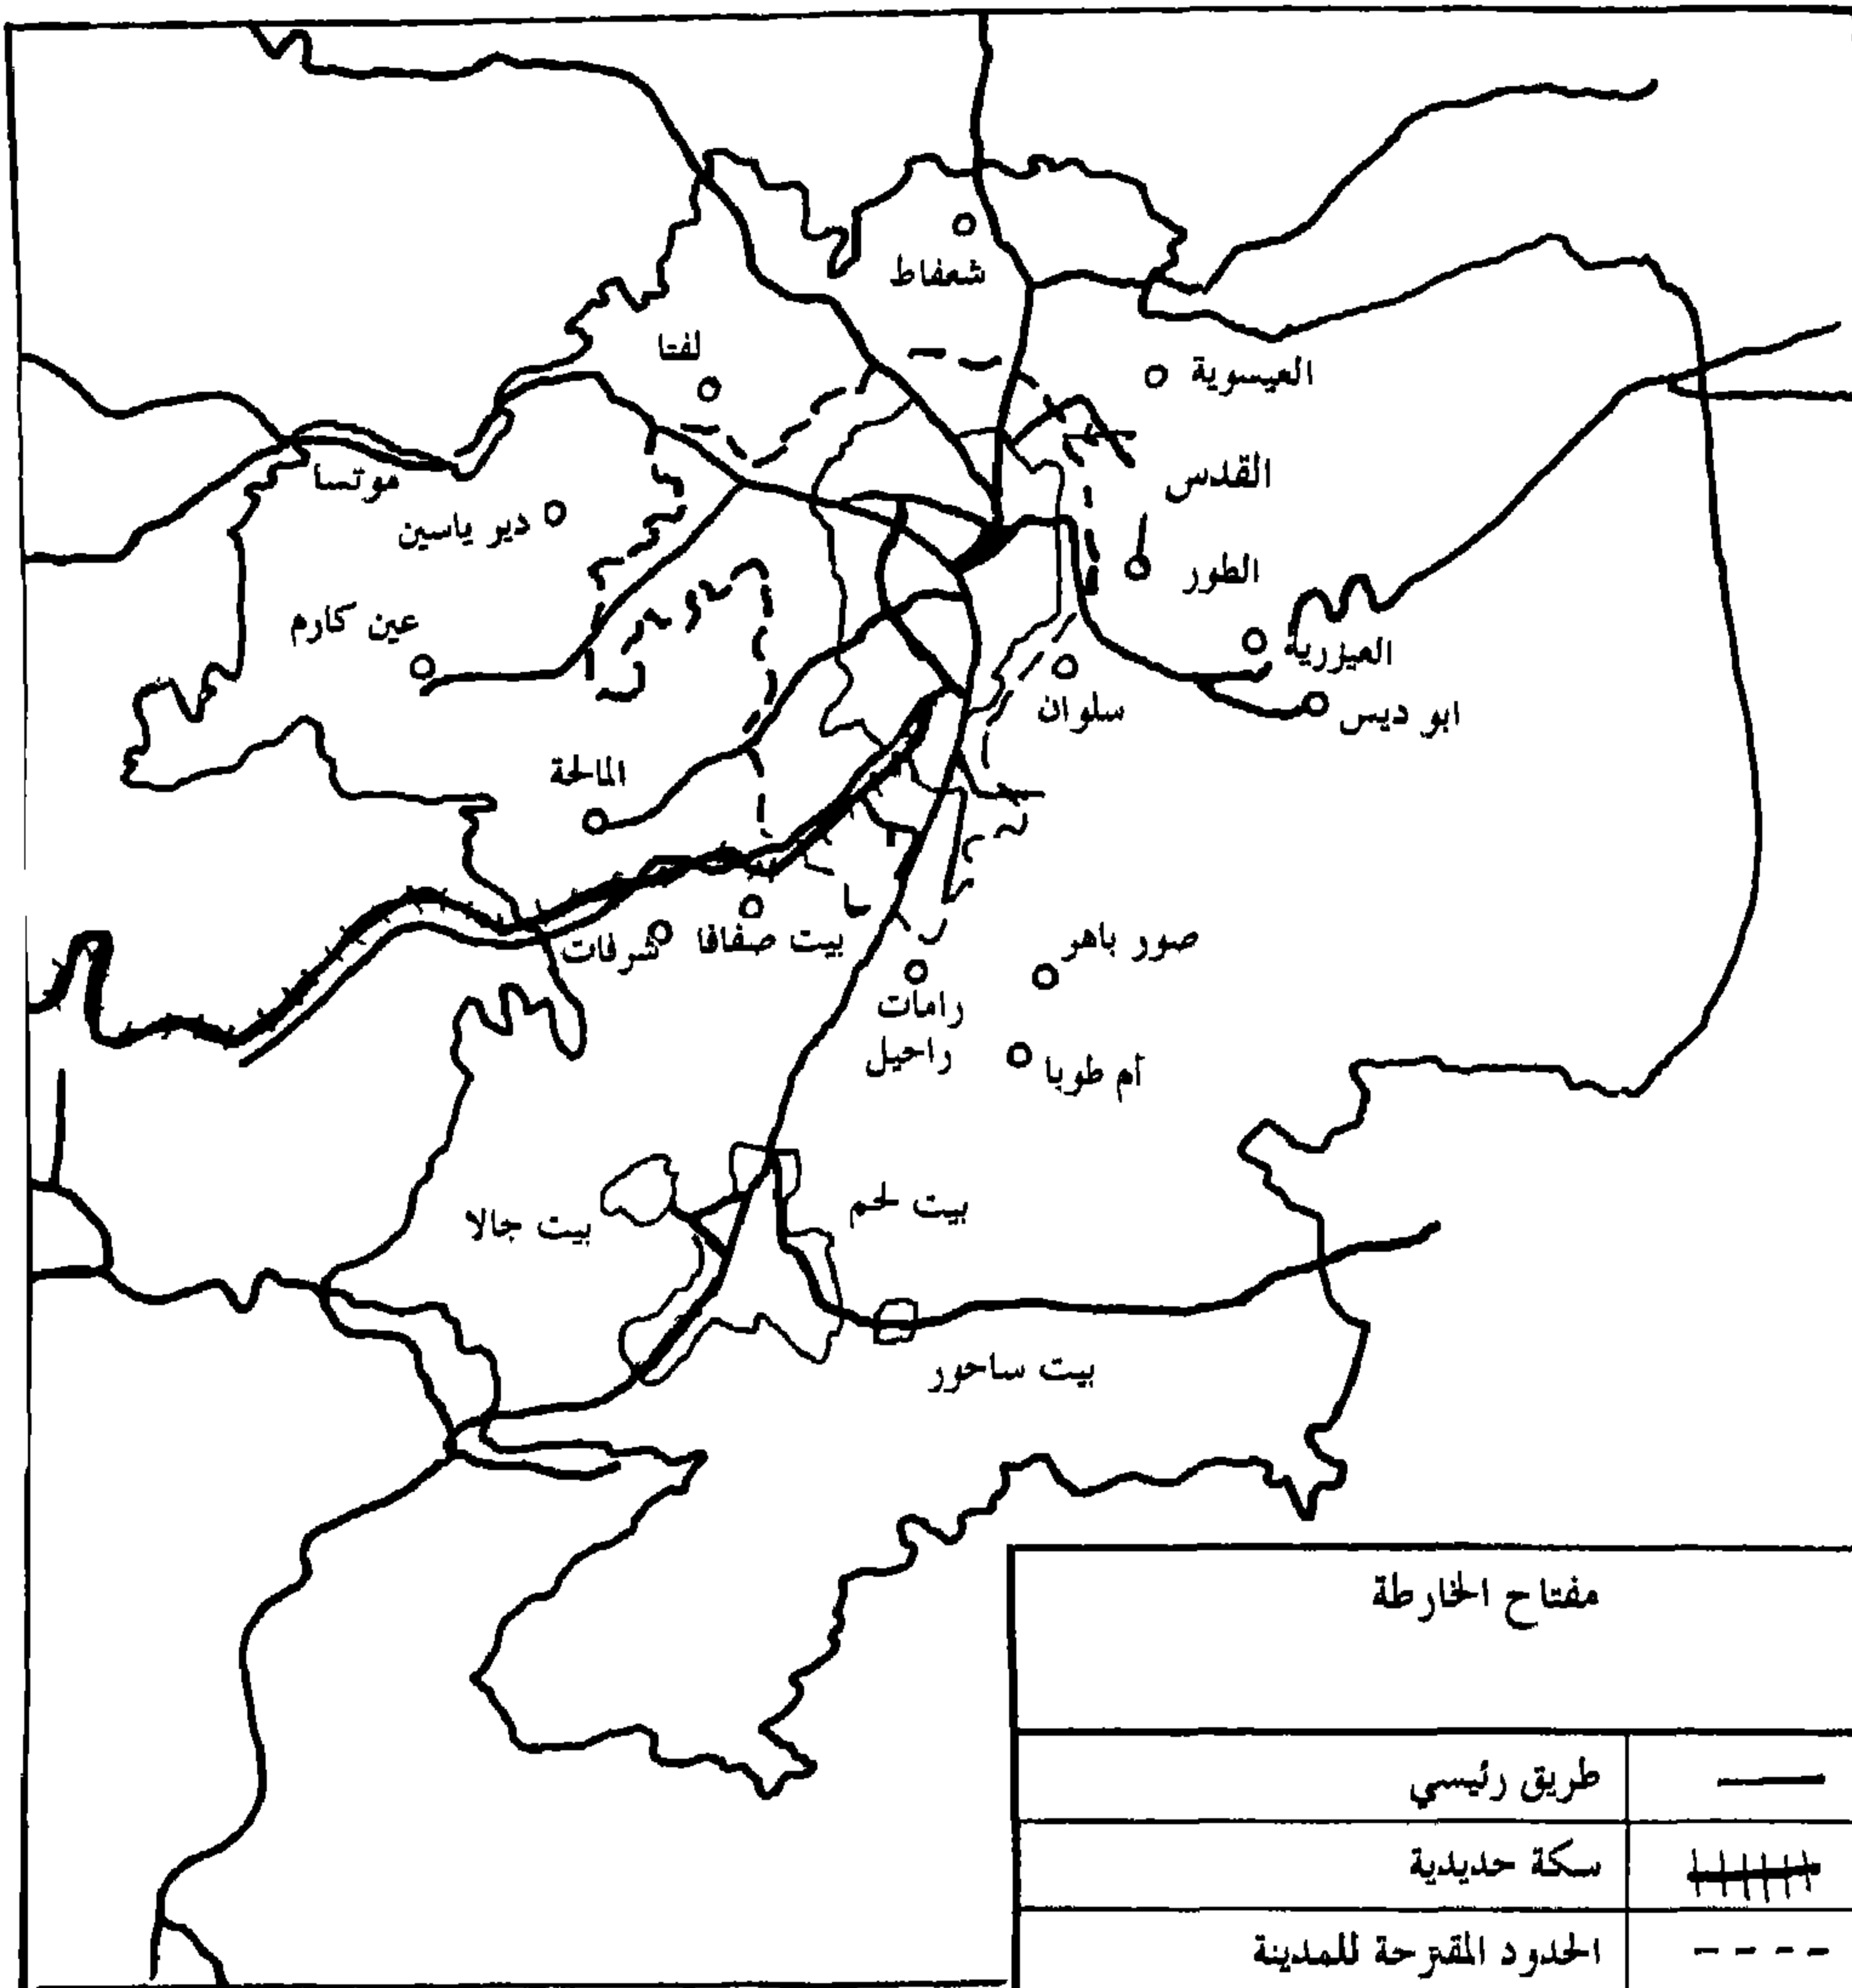 شعفاط
لفتا
العيسوية
القدس
موتسا
دير ياسين
الطور
عين كارم
العيزرية
سلوان
ابو ديس
المالحة
شرفات
بيت صفافا
صور باهر
رامات
راحيل
أم طوبا
بيت لحم
بيت جالا
بيت ساحور
مفتاح الخارطة
طريق رئيسي
سكة حديدية
الحدود المقترحة للمدينة